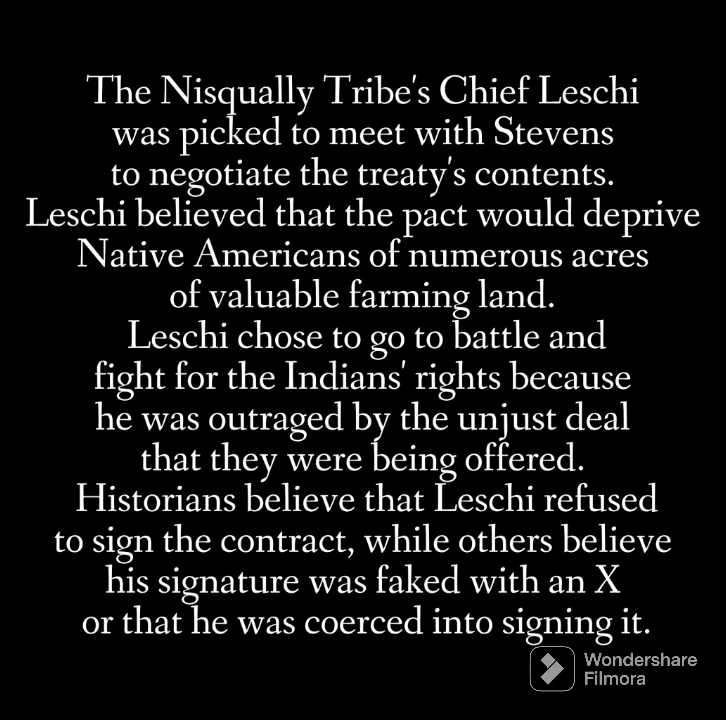 The Nisqually Tribe's Chief Leschi
was picked to meet with Stevens
to negotiate the treaty's contents.
Leschi believed that the pact would deprive
Native Americans of numerous acres
of valuable farming land.
Leschi chose to go to battle and
fight for the Indians' rights because
he was outraged by the unjust deal
that they were being offered.
Historians believe that Leschi refused
to sign the contract, while others believe
his signature was faked with an X
or that he was coerced into signing it.
Wondershare
Filmora